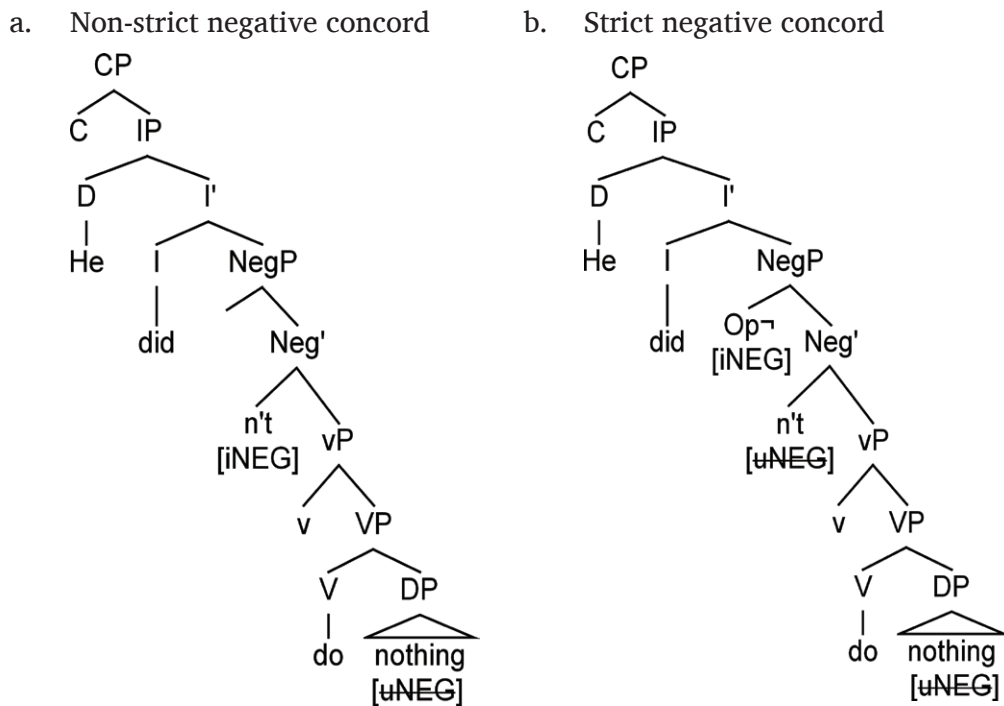 a. Non-strict negative concord
CP
C IP
D I'
He I NegP
did Neg'
n't vP
[iNEG]
v VP
V DP
do nothing
[uNEG]
b. Strict negative concord
CP
C IP
D I'
He I NegP
did Op¬ Neg'
[iNEG]
n't vP
[uNEG]
v VP
V DP
do nothing
[uNEG]